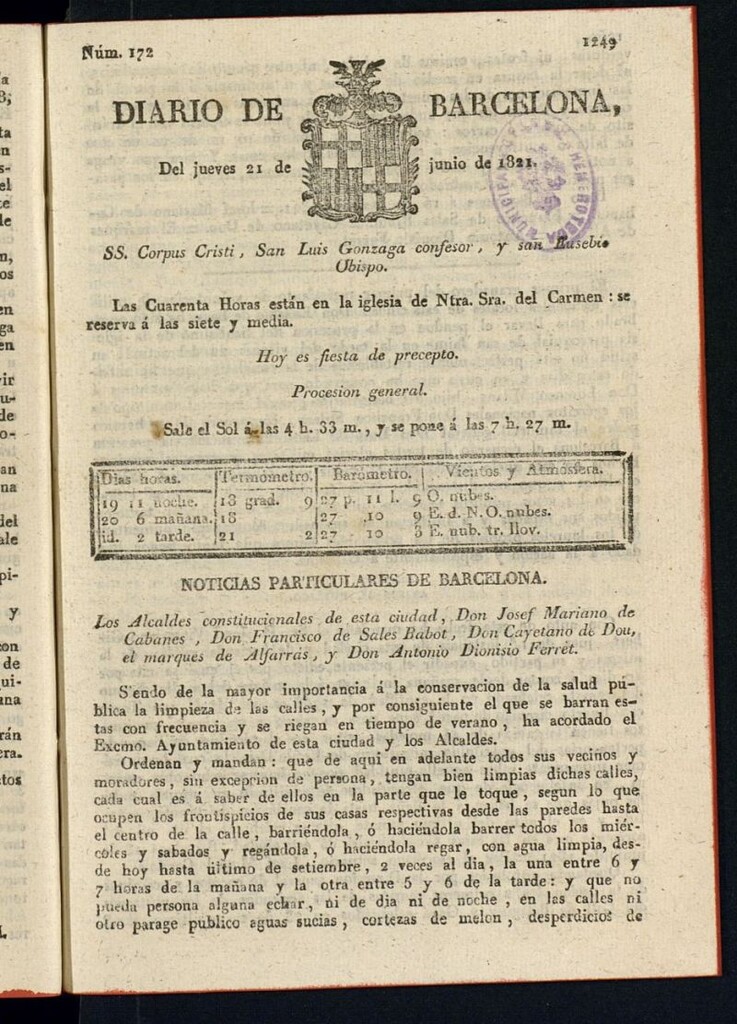 Núm. 172
1249
DIARIO DE BARCELONA,
Del jueves 21 de junio de 1821.
SS. Corpus Cristi, San Luis Gonzaga confesor, y san Eusebio
Obispo.
Las Cuarenta Horas están en la iglesia de Ntra. Sra. del Carmen: se
reserva á las siete y media.
Hoy es fiesta de precepto.
Procesion general.
Sale el Sol á las 4 h. 33 m., y se pone á las 7 h. 27 m.
Dias horas. Termómetro. Barómetro. Vientos y Atmósfera.
19 11 noche. 18 grad. 9 27 p. 11 l. 9 O. nubes.
20 6 mañana. 18 27 10 9 E. d. N. O. nubes.
id. 2 tarde. 21 2 27 10 8 E. nub. tr. llov.
NOTICIAS PARTICULARES DE BARCELONA.
Los Alcaldes constitucionales de esta ciudad, Don Josef Mariano de
Cabanes, Don Francisco de Sales Babot, Don Cayetano de Dou,
el marques de Alfarrás, y Don Antonio Dionisio Ferret.
Siendo de la mayor importancia á la conservacion de la salud pú-
blica la limpieza de las calles, y por consiguiente el que se barran es-
tas con frecuencia y se riegan en tiempo de verano, ha acordado el
Excmo. Ayuntamiento de esta ciudad y los Alcaldes.
Ordenan y mandan: que de aqui en adelante todos sus vecinos y
moradores, sin excepcion de persona, tengan bien limpias dichas calles,
cada cual es á saber de ellos en la parte que le toque, segun lo que
ocupen los frontispicios de sus casas respectivas desde las paredes hasta
el centro de la calle, barriéndola, ó haciéndola barrer todos los miér-
coles y sabados y regándola, ó haciéndola regar, con agua limpia, des-
de hoy hasta último de setiembre, 2 veces al dia, la una entre 6 y
7 horas de la mañana y la otra entre 5 y 6 de la tarde: y que no
pueda persona alguna echar, ni de dia ni de noche, en las calles ni
otro parage publico aguas sucias, cortezas de melon, desperdicios de